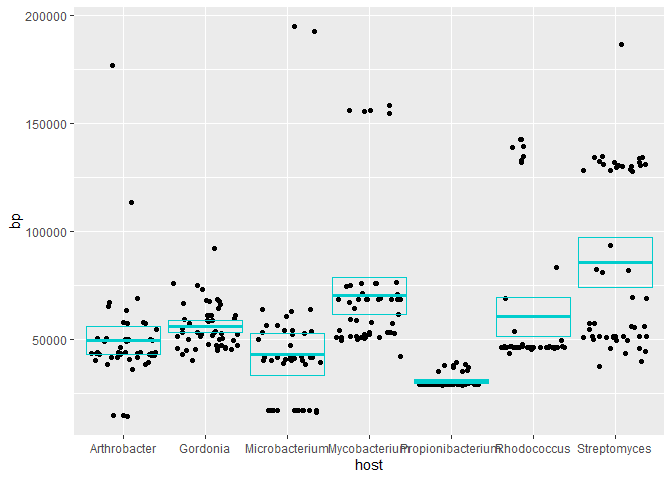 200000
150000
100000
50000
bp
Arthrobacter Gordonia Microbacterium Mycobacterium Propionibacterium Rhodococcus Streptomyces
host